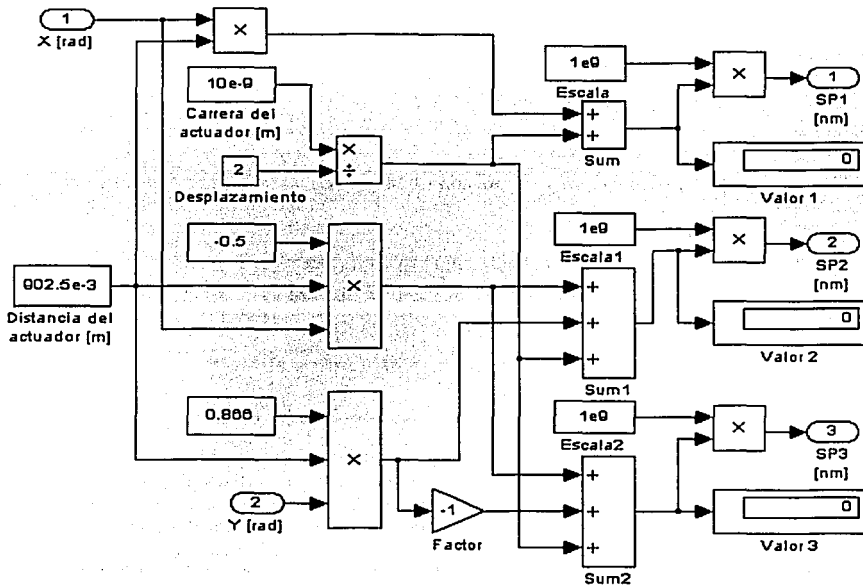 1
X [rad]
×
10e-9
Carrera del
actuador [m]
2
Desplazamiento
×
÷
-0.5
902.5e-3
Distancia del
actuador [m]
×
0.866
2
Y [rad]
×
-1
Factor
1e9
Escala
+
+
Sum
×
1
SP1
[nm]
0
Valor 1
1e9
Escala1
+
+
+
Sum1
×
2
SP2
[nm]
0
Valor 2
1e9
Escala2
+
+
+
Sum2
×
3
SP3
[nm]
0
Valor 3